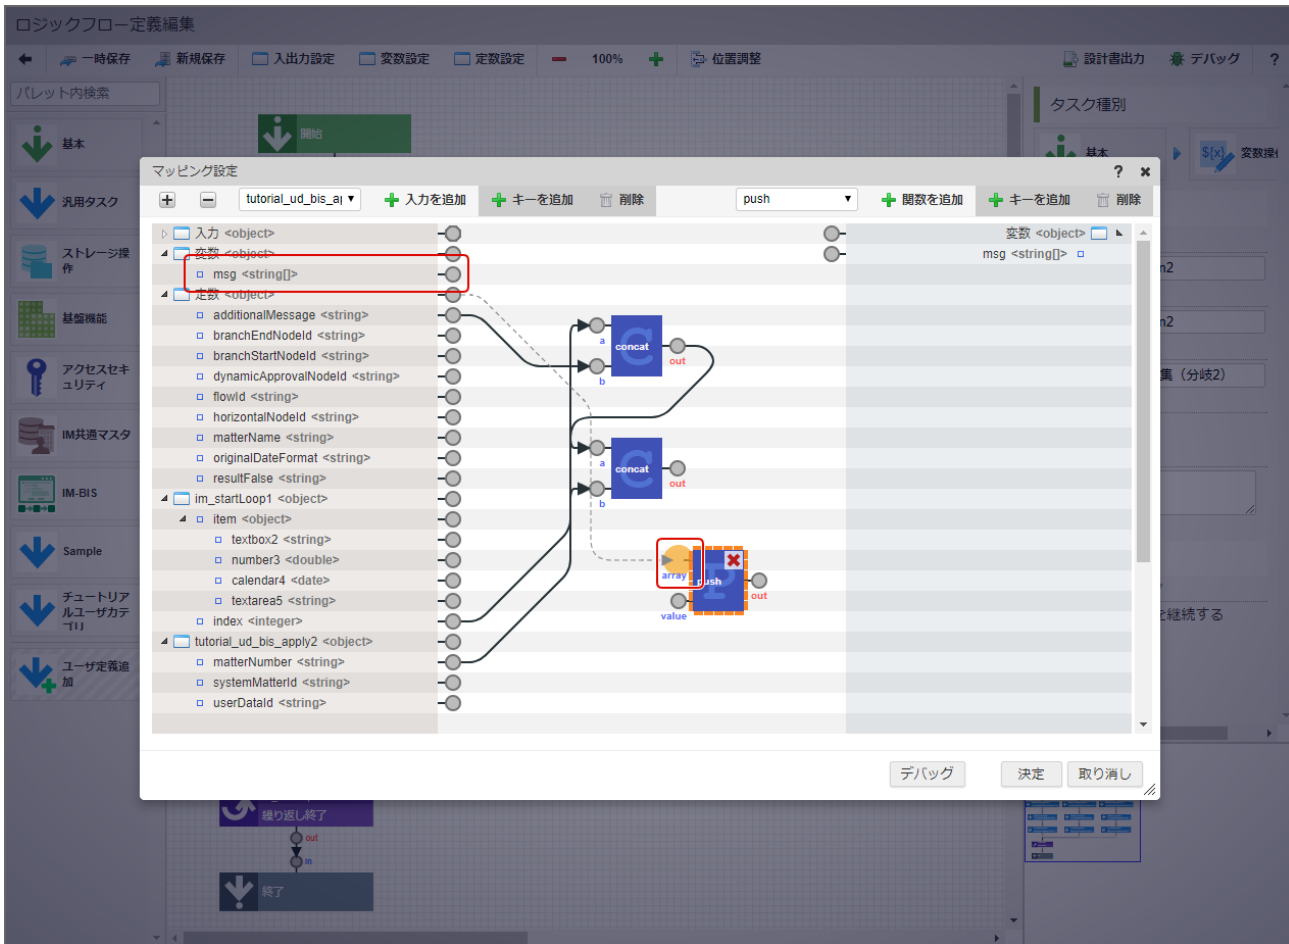 ロジックフロー定義編集
一時保存 新規保存 入出力設定 変数設定 定数設定 100% 位置調整 設計書出力 デバッグ ?
パレット内検索
基本
汎用タスク
ストレージ操
作
基盤機能
アクセスセキ
ュリティ
IM共通マスタ
IM-BIS
Sample
チュートリア
ルユーザカテ
ゴリ
ユーザ定義追
加
開始
タスク種別
基本 変数操
マッピング設定 ?
tutorial_ud_bis_a ▼ 入力を追加 キーを追加 削除 push ▼ 関数を追加 キーを追加 削除
入力 <object>
変数 <object>
msg <string[]>
定数 <object>
additionalMessage <string>
branchEndNodeId <string>
branchStartNodeId <string>
dynamicApprovalNodeId <string>
flowId <string>
horizontalNodeId <string>
matterName <string>
originalDateFormat <string>
resultFalse <string>
im_startLoop1 <object>
item <object>
textbox2 <string>
number3 <double>
calendar4 <date>
textarea5 <string>
index <integer>
tutorial_ud_bis_apply2 <object>
matterNumber <string>
systemMatterId <string>
userDataId <string>
a
concat
out
b
a
concat
out
b
array
push
out
value
変数 <object>
msg <string[]>
n2
n2
集（分岐2）
を継続する
デバッグ 決定 取り消し
繰り返し終了
out
in
終了